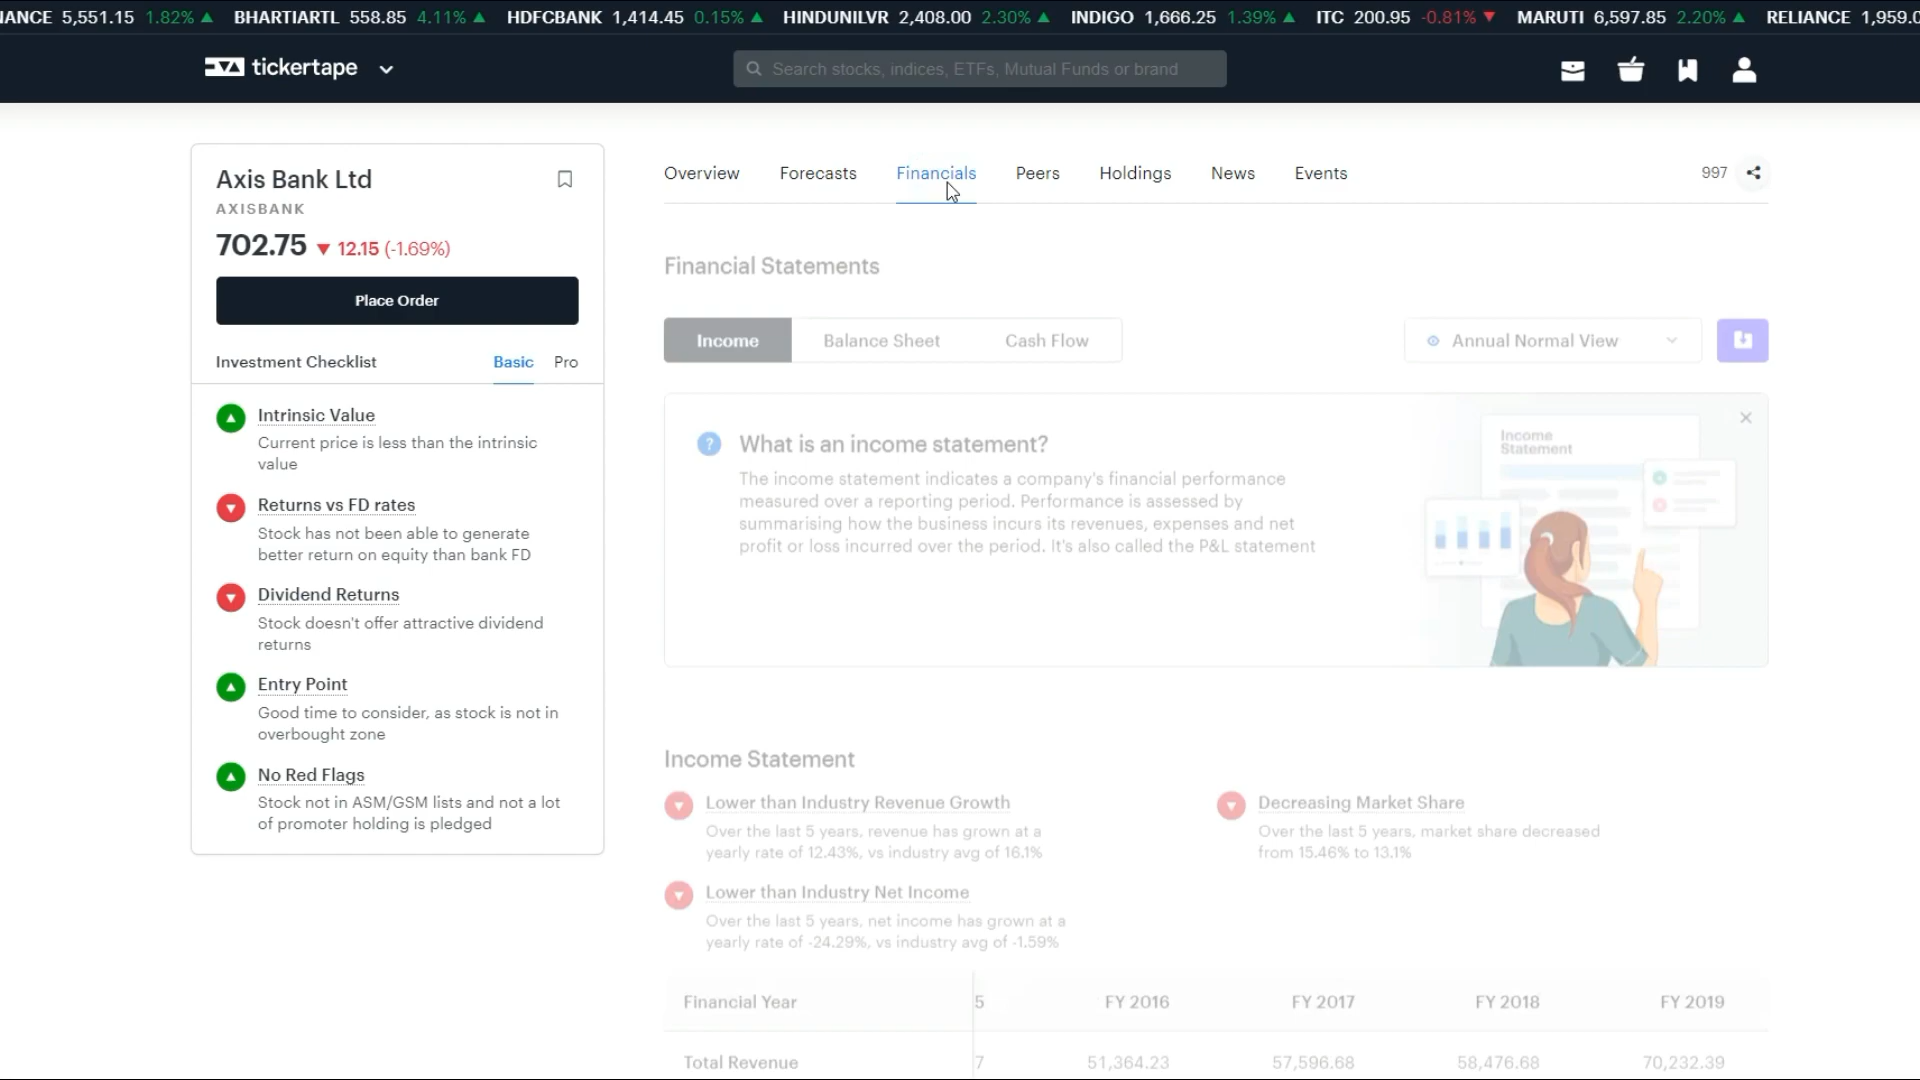 NANCE 5,551.15 1.82% ▲ BHARTIARTL 558.85 4.11% ▲ HDFCBANK 1,414.45 0.15% ▲ HINDUNILVR 2,408.00 2.30% ▲ INDIGO 1,666.25 1.39% ▲ ITC 200.95 -0.81% ▼ MARUTI 6,597.85 2.20% ▲ RELIANCE 1,959.0
tickertape
Search stocks, indices, ETFs, Mutual Funds or brand
Axis Bank Ltd
AXISBANK
702.75 ▼ 12.15 (-1.69%)
Place Order
Investment Checklist Basic Pro
Intrinsic Value
Current price is less than the intrinsic
value
Returns vs FD rates
Stock has not been able to generate
better return on equity than bank FD
Dividend Returns
Stock doesn't offer attractive dividend
returns
Entry Point
Good time to consider, as stock is not in
overbought zone
No Red Flags
Stock not in ASM/GSM lists and not a lot
of promoter holding is pledged
Overview Forecasts Financials Peers Holdings News Events 997
Financial Statements
Income Balance Sheet Cash Flow Annual Normal View
? What is an income statement?
The income statement indicates a company's financial performance
measured over a reporting period. Performance is assessed by
summarising how the business incurs its revenues, expenses and net
profit or loss incurred over the period. It's also called the P&L statement
Income
Statement
Income Statement
Lower than Industry Revenue Growth
Over the last 5 years, revenue has grown at a
yearly rate of 12.43%, vs industry avg of 16.1%
Decreasing Market Share
Over the last 5 years, market share decreased
from 15.46% to 13.1%
Lower than Industry Net Income
Over the last 5 years, net income has grown at a
yearly rate of -24.29%, vs industry avg of -1.59%
Financial Year 5 FY 2016 FY 2017 FY 2018 FY 2019
Total Revenue 7 51,364.23 57,596.68 58,476.68 70,232.39